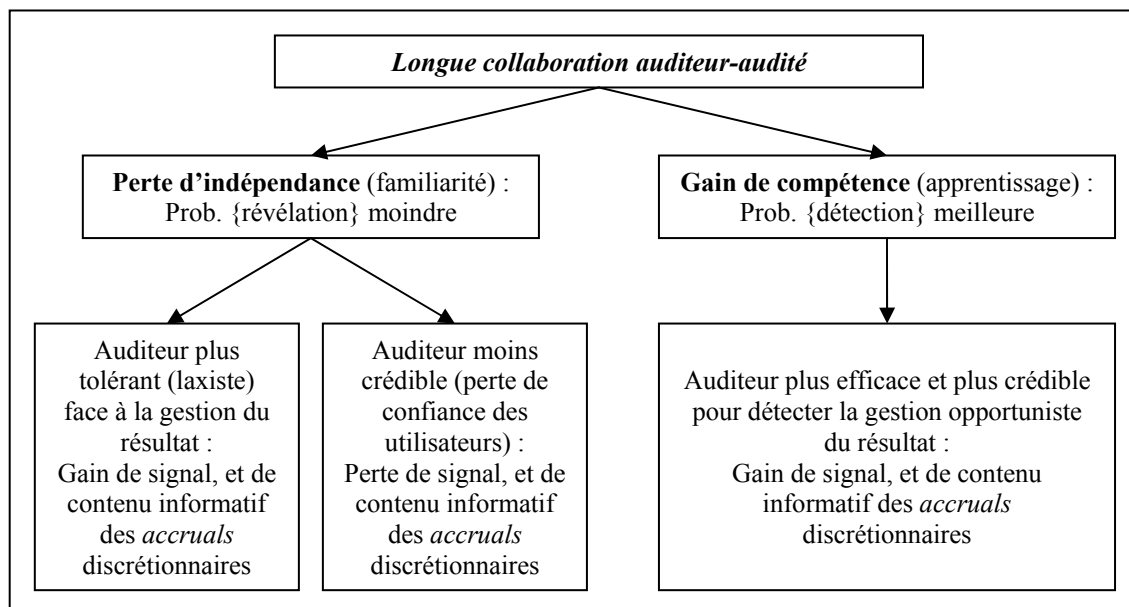 Longue collaboration auditeur-audité
Perte d'indépendance (familiarité) :
Prob. {révélation} moindre
Gain de compétence (apprentissage) :
Prob. {détection} meilleure
Auditeur plus
tolérant (laxiste)
face à la gestion du
résultat :
Gain de signal, et de
contenu informatif
des accruals
discrétionnaires
Auditeur moins
crédible (perte de
confiance des
utilisateurs) :
Perte de signal, et de
contenu informatif
des accruals
discrétionnaires
Auditeur plus efficace et plus crédible
pour détecter la gestion opportuniste
du résultat :
Gain de signal, et de contenu
informatif des accruals
discrétionnaires